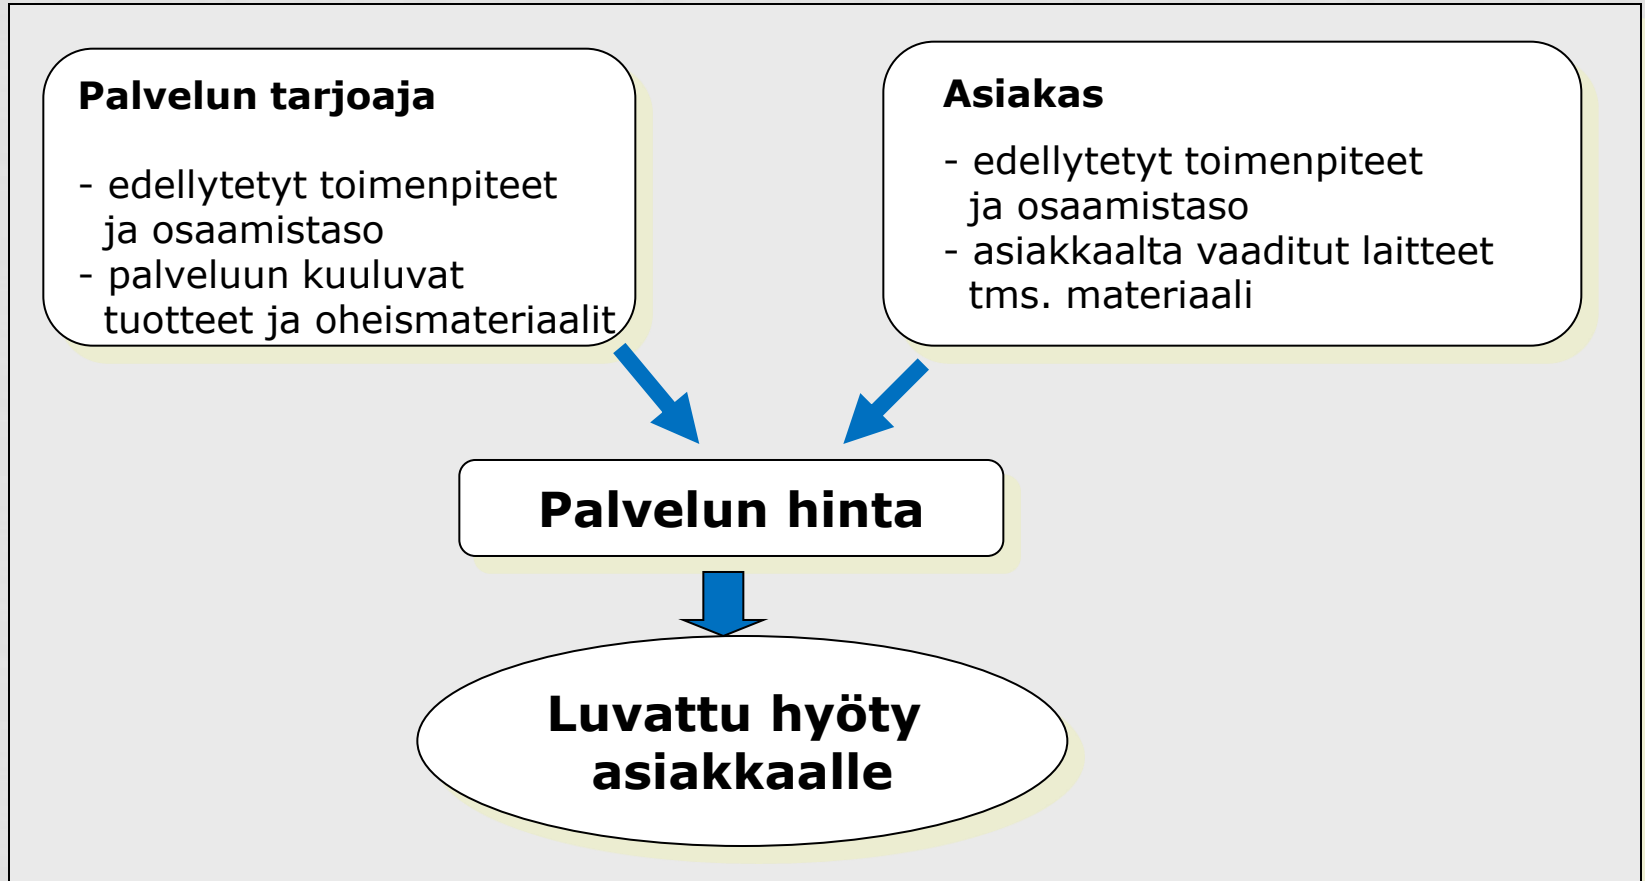 Palvelun tarjoaja
- edellytetyt toimenpiteet
ja osaamistaso
- palveluun kuuluvat
tuotteet ja oheismateriaalit
Asiakas
- edellytetyt toimenpiteet
ja osaamistaso
- asiakkaalta vaaditut laitteet
tms. materiaali
Palvelun hinta
Luvattu hyöty
asiakkaalle